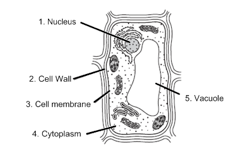 1. Nucleus
2. Cell Wall
3. Cell membrane
5. Vacuole
4. Cytoplasm